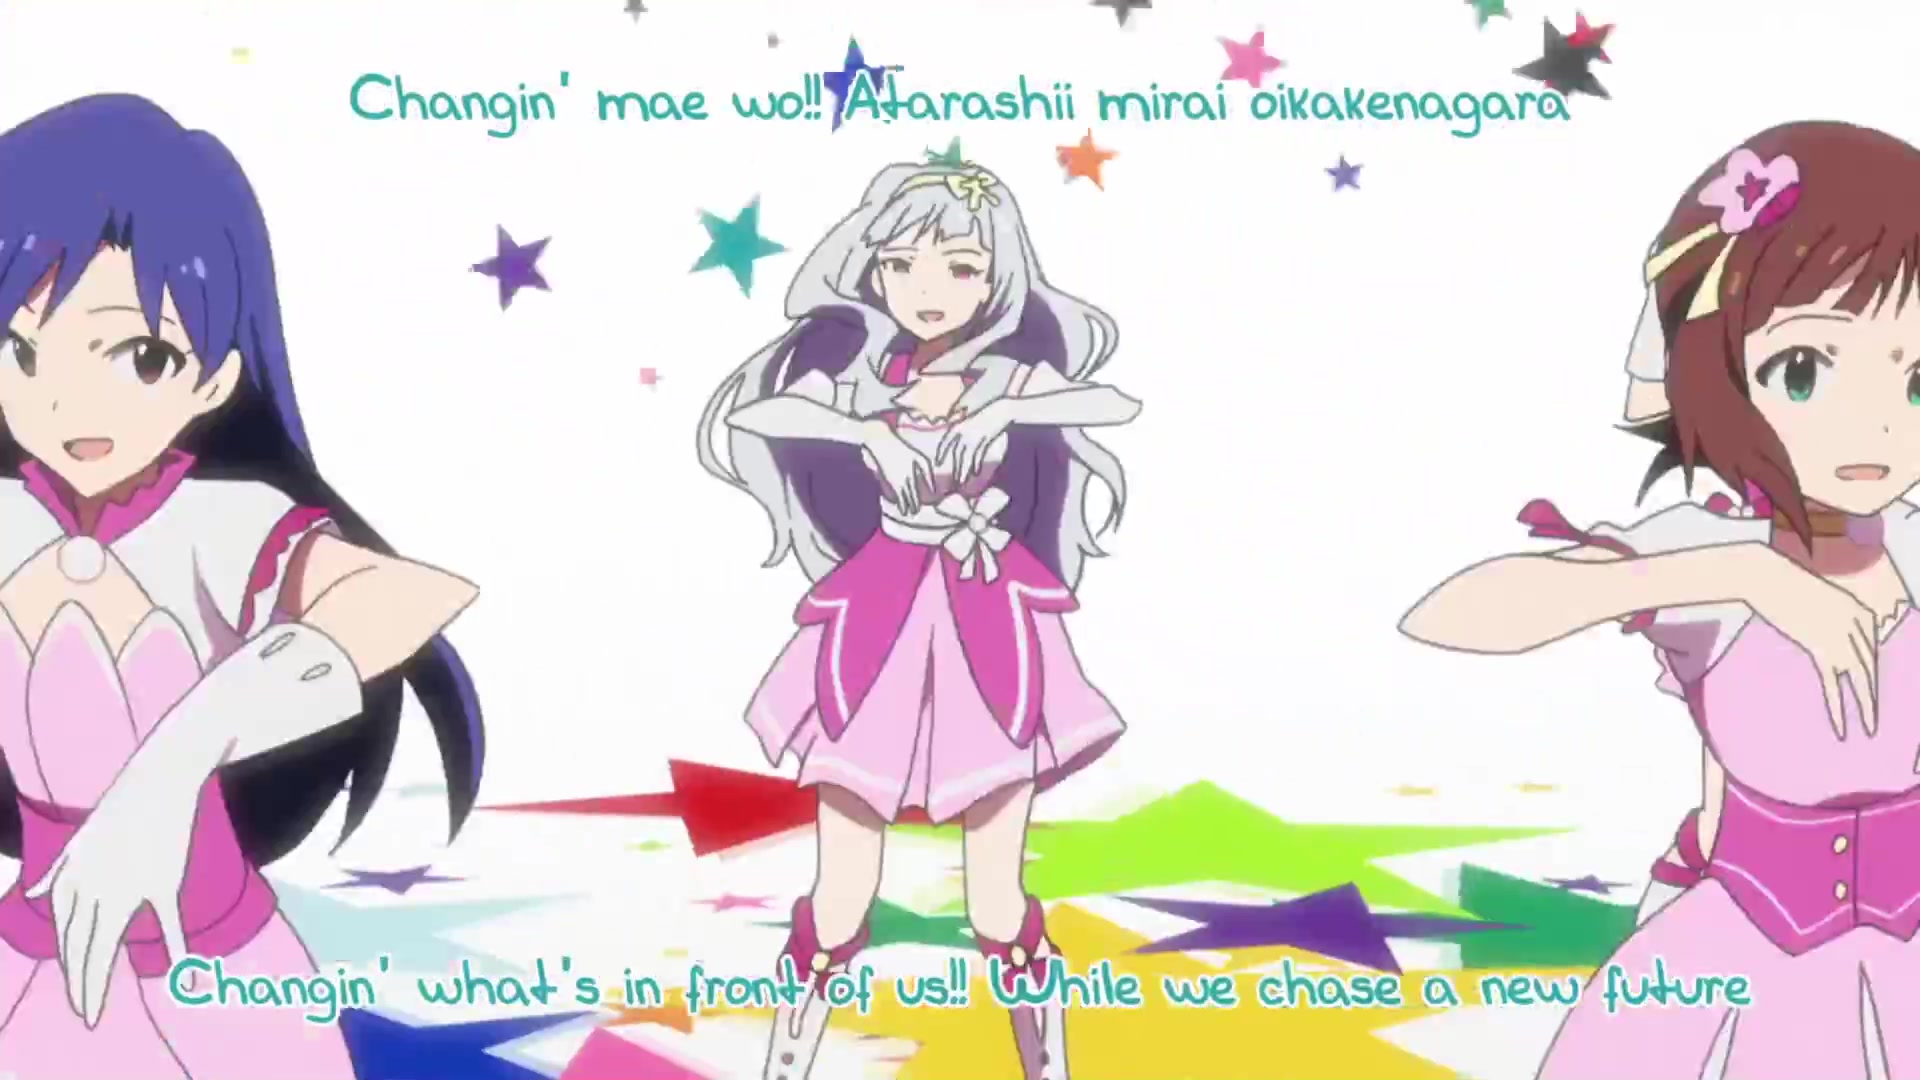 Changin' mae wo!! Atarashii mirai oikakenagara
Changin' what's in front of us!! While we chase a new future